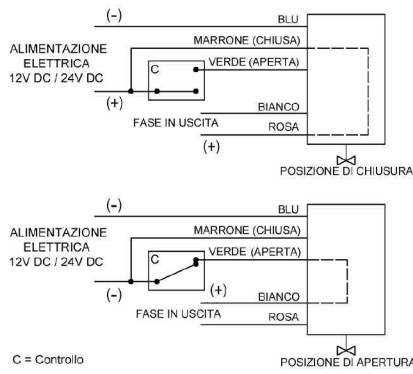 (-)
BLU
MARRONE (CHIUSA)
ALIMENTAZIONE
ELETTRICA
12V DC / 24V DC
C
VERDE (APERTA)
(+)
BIANCO
FASE IN USCITA
ROSA
(+)
POSIZIONE DI CHIUSURA
(-)
BLU
MARRONE (CHIUSA)
ALIMENTAZIONE
ELETTRICA
12V DC / 24V DC
C
VERDE (APERTA)
(-)
(+)
BIANCO
FASE IN USCITA
ROSA
C = Controllo
POSIZIONE DI APERTURA